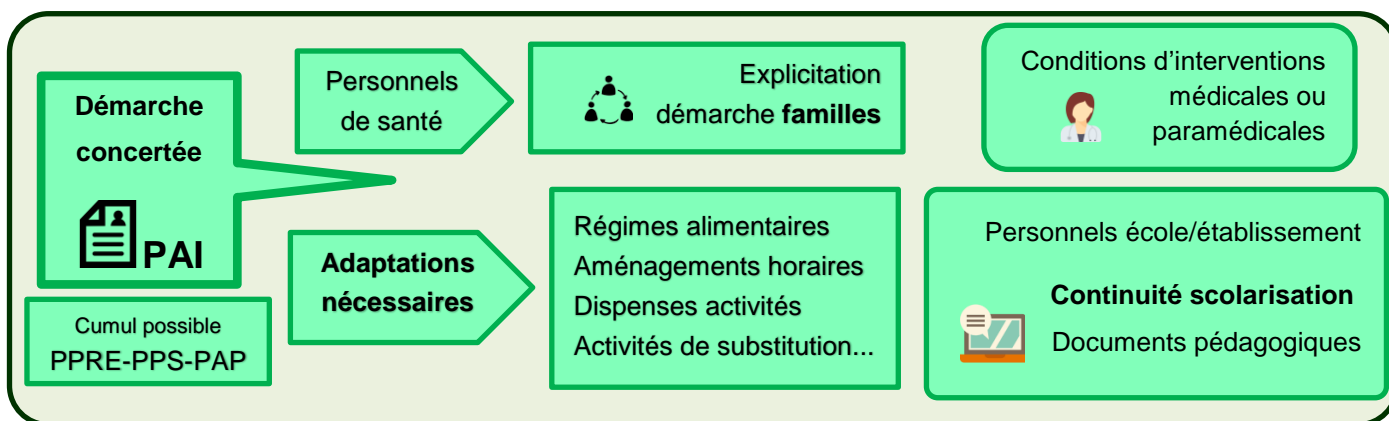 Démarche
concertée
PAI
Cumul possible
PPRE-PPS-PAP
Personnels
de santé
Explicitation
démarche familles
Conditions d'interventions
médicales ou
paramédicales
Adaptations
nécessaires
Régimes alimentaires
Aménagements horaires
Dispenses activités
Activités de substitution...
Personnels école/établissement
Continuité scolarisation
Documents pédagogiques